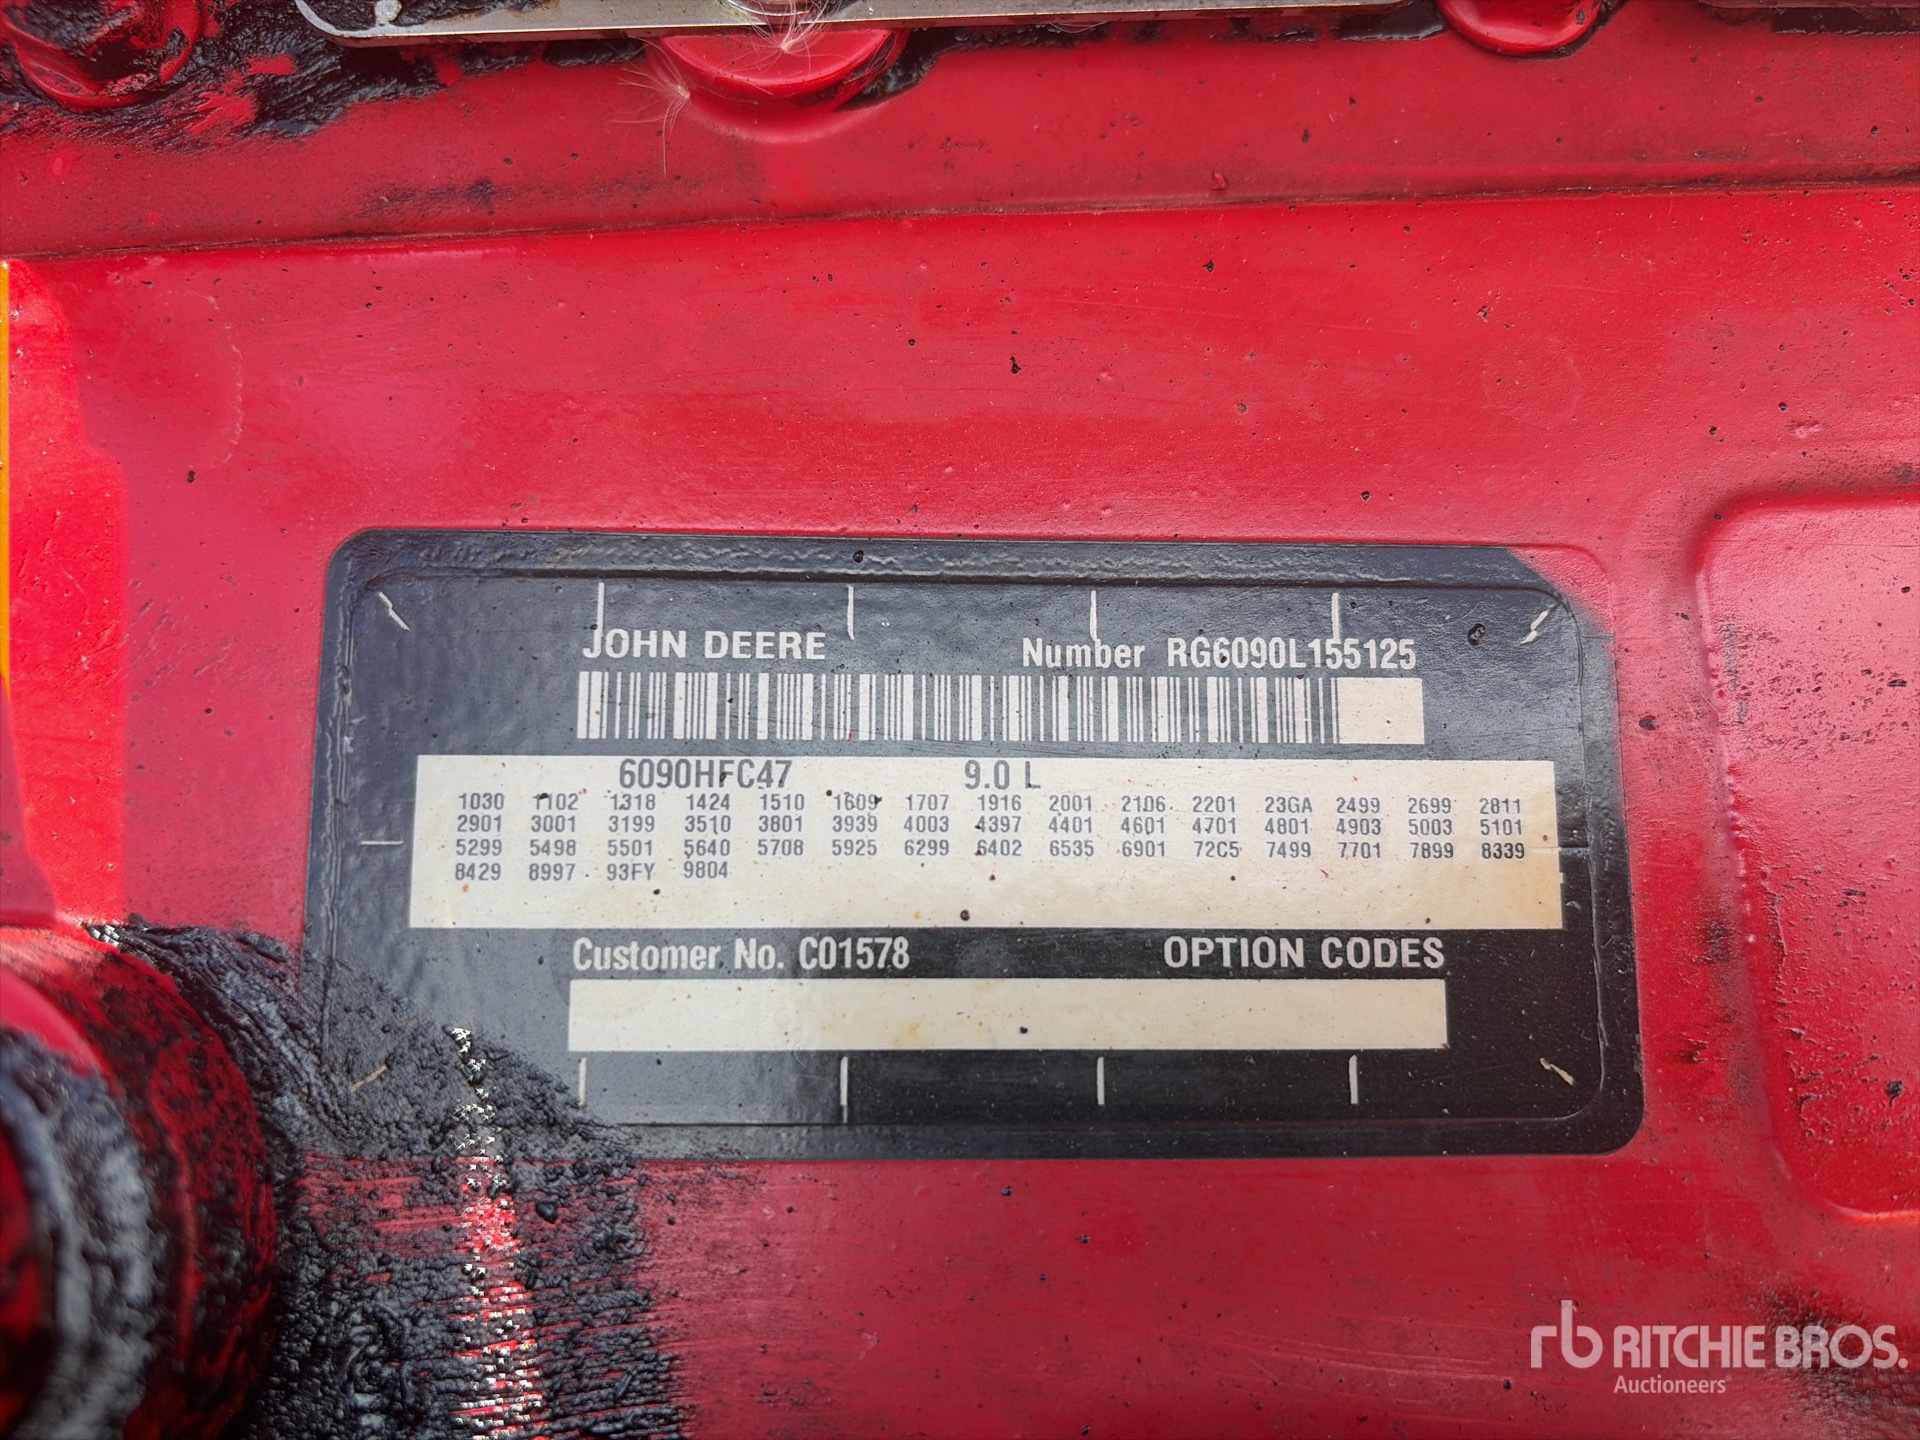 JOHN DEERE Number RG6090L155125
6090HFC47 9.0 L
1030 1102 1318 1424 1510 1609 1707 1916 2001 2106 2201 23GA 2499 2699 2811
2901 3001 3199 3510 3801 3939 4003 4397 4401 4601 4701 4801 4903 5003 5101
5299 5498 5501 5640 5708 5925 6299 6402 6535 6901 72C5 7499 7701 7899 8339
8429 8997 93FY 9804
Customer No. C01578 OPTION CODES
rb RITCHIE BROS.
Auctioneers